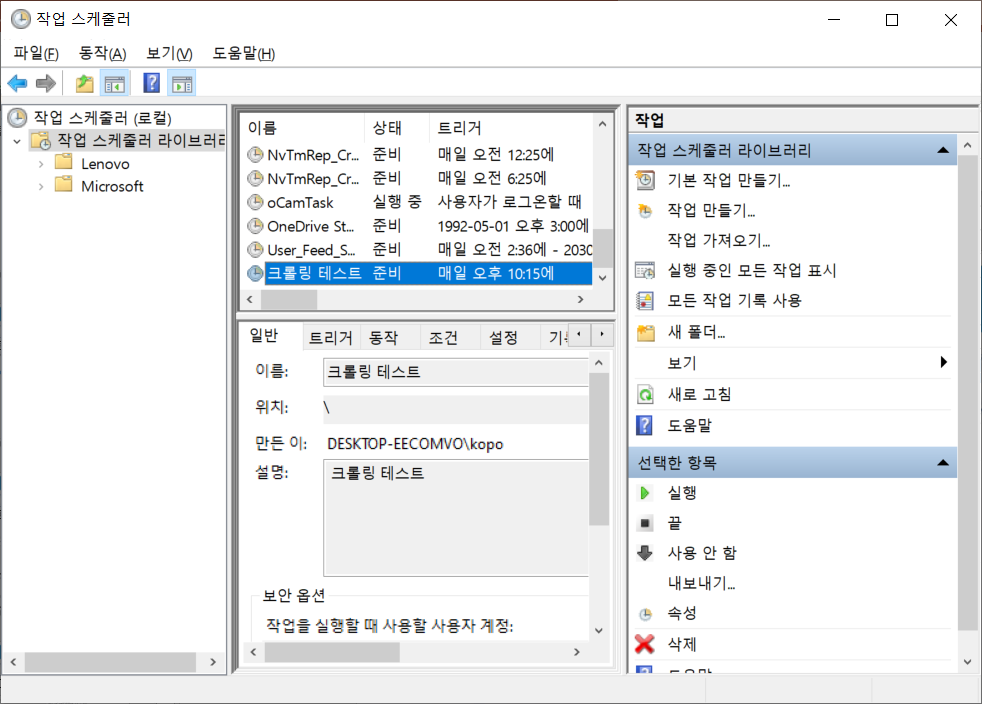 작업 스케줄러
파일(F) 동작(A) 보기(V) 도움말(H)
작업 스케줄러 (로컬)
작업 스케줄러 라이브러리
Lenovo
Microsoft
이름 상태 트리거
NvTmRep_Cr... 준비 매일 오전 12:25에
NvTmRep_Cr... 준비 매일 오전 6:25에
oCamTask 실행 중 사용자가 로그온할 때
OneDrive St... 준비 1992-05-01 오후 3:00에
User_Feed_S... 준비 매일 오전 2:36에 - 2030
크롤링 테스트 준비 매일 오후 10:15에
일반 트리거 동작 조건 설정
이름: 크롤링 테스트
위치: \
만든 이: DESKTOP-EECOMVO\kopo
설명: 크롤링 테스트
보안 옵션
작업을 실행할 때 사용할 사용자 계정:
작업
작업 스케줄러 라이브러리
기본 작업 만들기...
작업 만들기...
작업 가져오기...
실행 중인 모든 작업 표시
모든 작업 기록 사용
새 폴더...
보기
새로 고침
도움말
선택한 항목
실행
끝
사용 안 함
내보내기...
속성
삭제
도움말